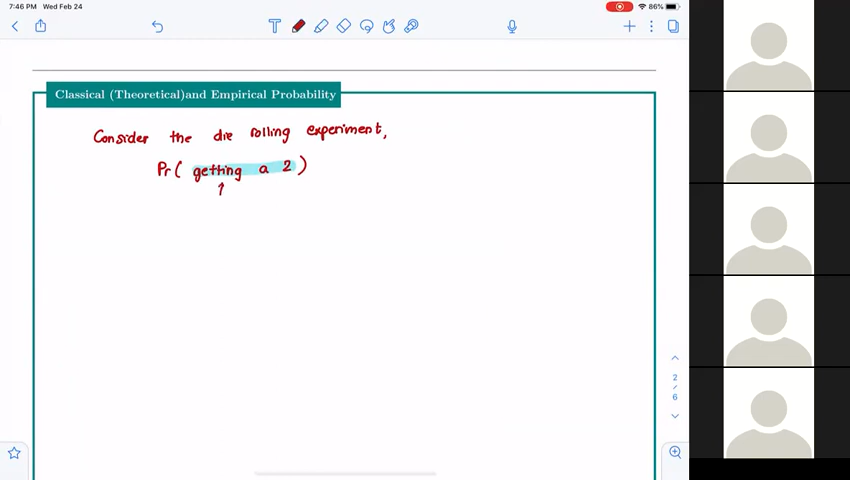 7:46 PM Wed Feb 24
86%
Classical (Theoretical)and Empirical Probability
Consider the die rolling experiment,
Pr( getting a 2 )
2
6